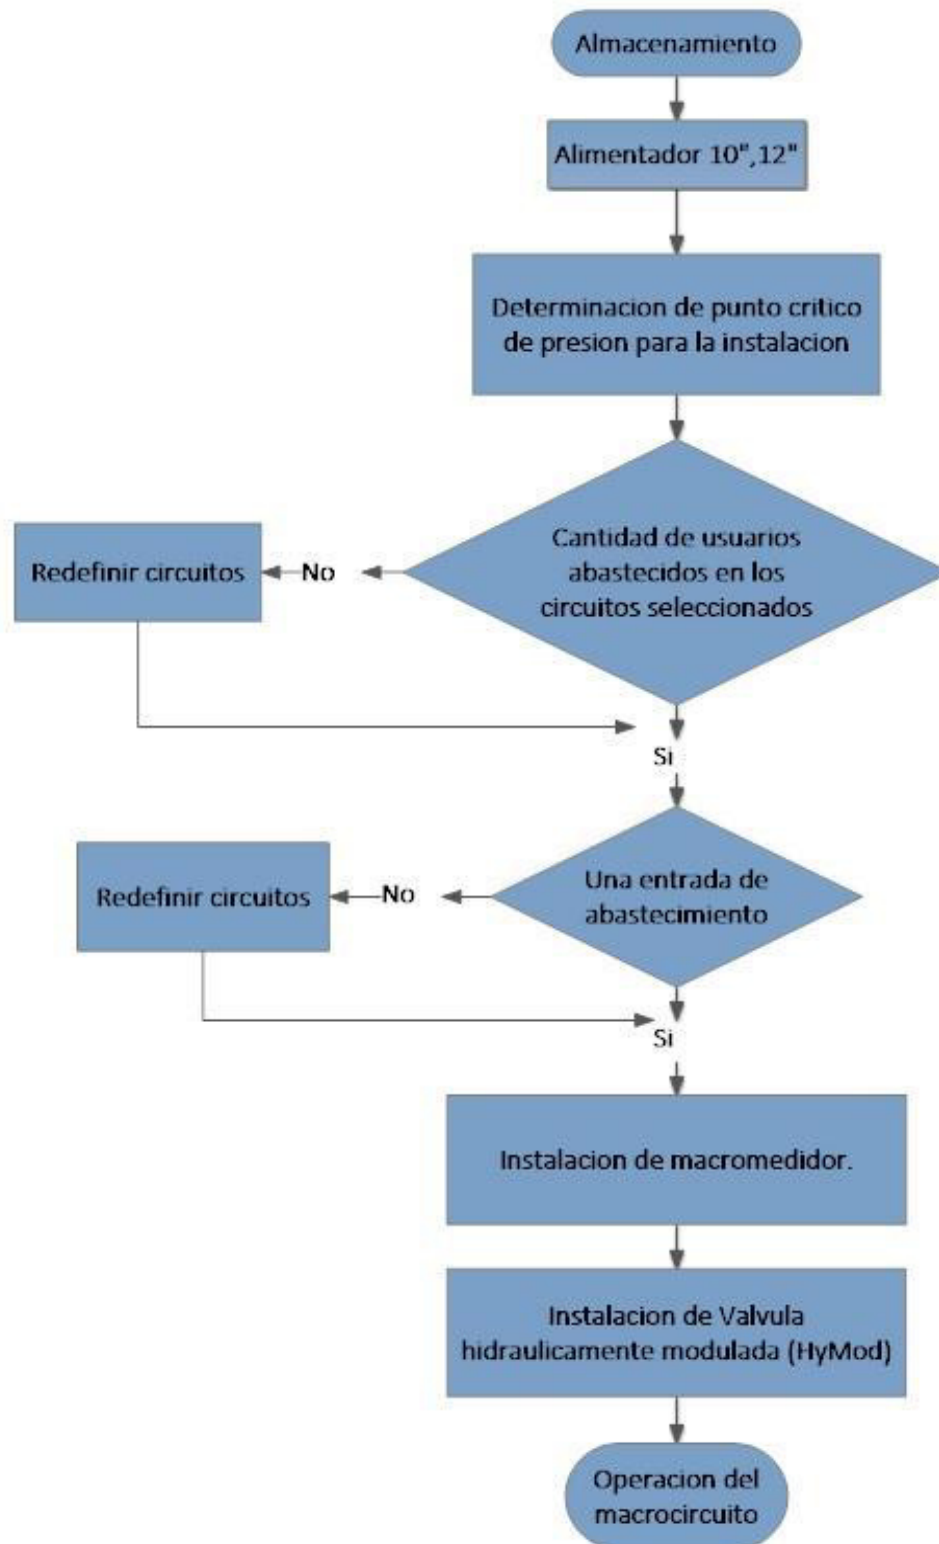 Almacenamiento
Alimentador 10",12"
Determinacion de punto critico
de presion para la instalacion
Cantidad de usuarios
abastecidos en los
circuitos seleccionados
No
Redefinir circuitos
Si
Una entrada de
abastecimiento
No
Redefinir circuitos
Si
Instalacion de macromedidor.
Instalacion de Valvula
hidraulicamente modulada (HyMod)
Operacion del
macrocircuito